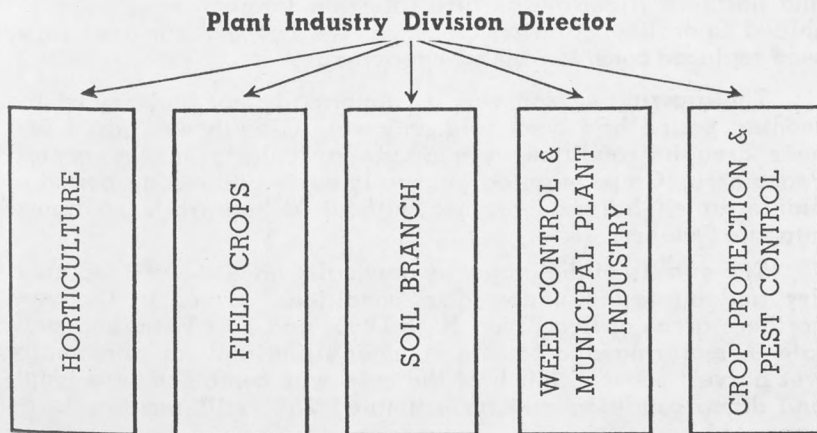 Plant Industry Division Director
HORTICULTURE
FIELD CROPS
SOIL BRANCH
WEED CONTROL &
MUNICIPAL PLANT
INDUSTRY
CROP PROTECTION &
PEST CONTROL